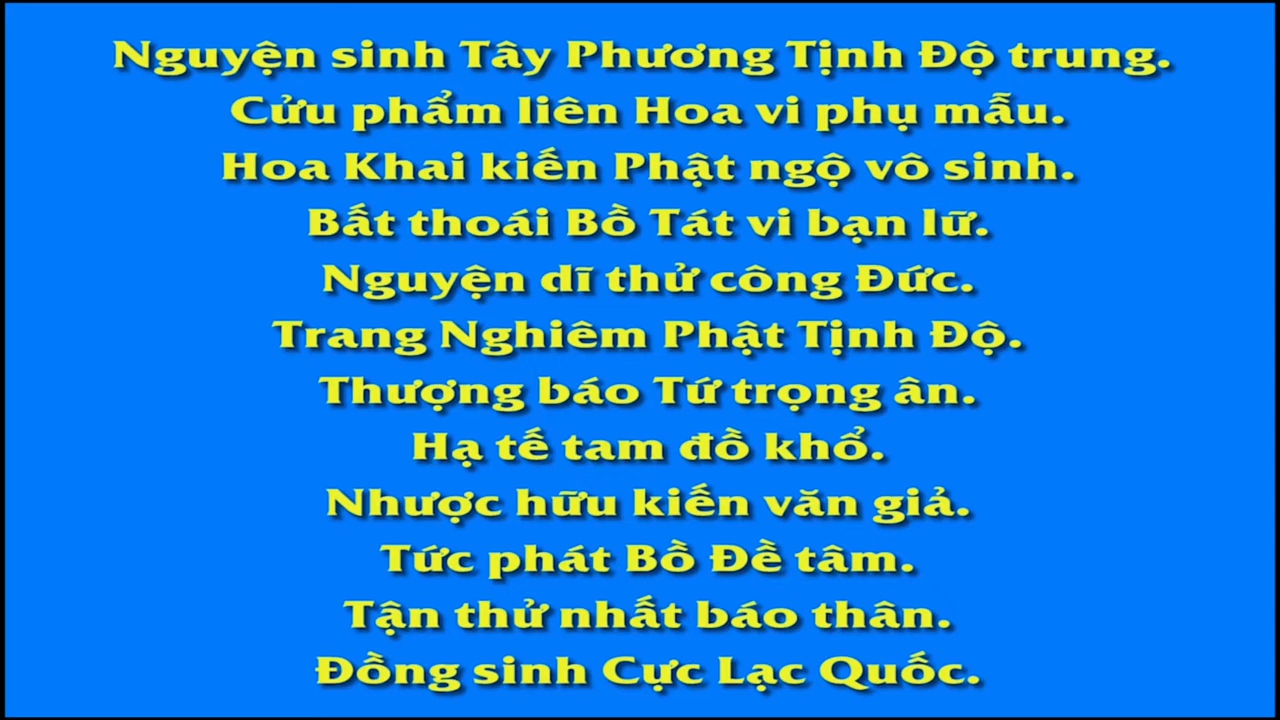 Nguyện sinh Tây Phương Tịnh Độ trung.
Cửu phẩm liên Hoa vi phụ mẫu.
Hoa Khai kiến Phật ngộ vô sinh.
Bất thoái Bồ Tát vi bạn lữ.
Nguyện dĩ thử công Đức.
Trang Nghiêm Phật Tịnh Độ.
Thượng báo Tứ trọng ân.
Hạ tế tam đồ khổ.
Nhược hữu kiến văn giả.
Tức phát Bồ Đề tâm.
Tận thử nhất báo thân.
Đồng sinh Cực Lạc Quốc.